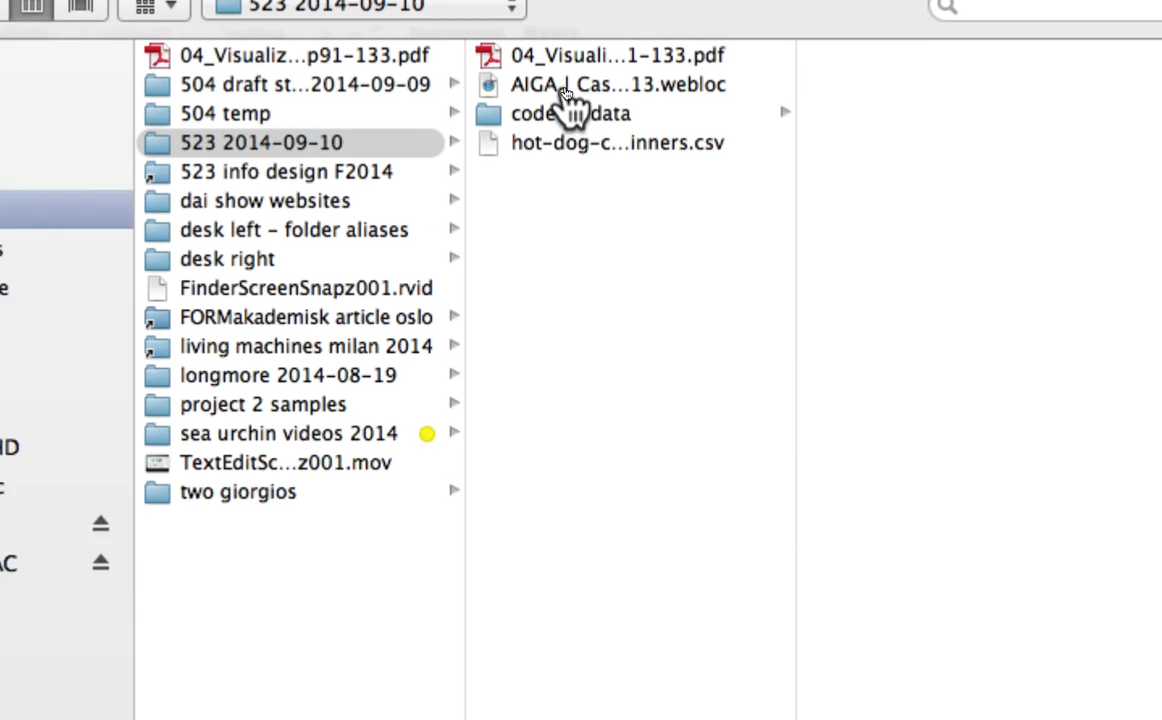 523 2014-09-10
04_Visualiz...p91-133.pdf
504 draft st...2014-09-09
504 temp
523 2014-09-10
523 info design F2014
dai show websites
desk left - folder aliases
desk right
FinderScreenSnapz001.rvid
FORMakademisk article oslo
living machines milan 2014
longmore 2014-08-19
project 2 samples
sea urchin videos 2014
TextEditSc...z001.mov
two giorgios
04_Visuali...1-133.pdf
AIGA | Cas...13.webloc
code data
hot-dog-c...inners.csv
s
e
HD
c
AC